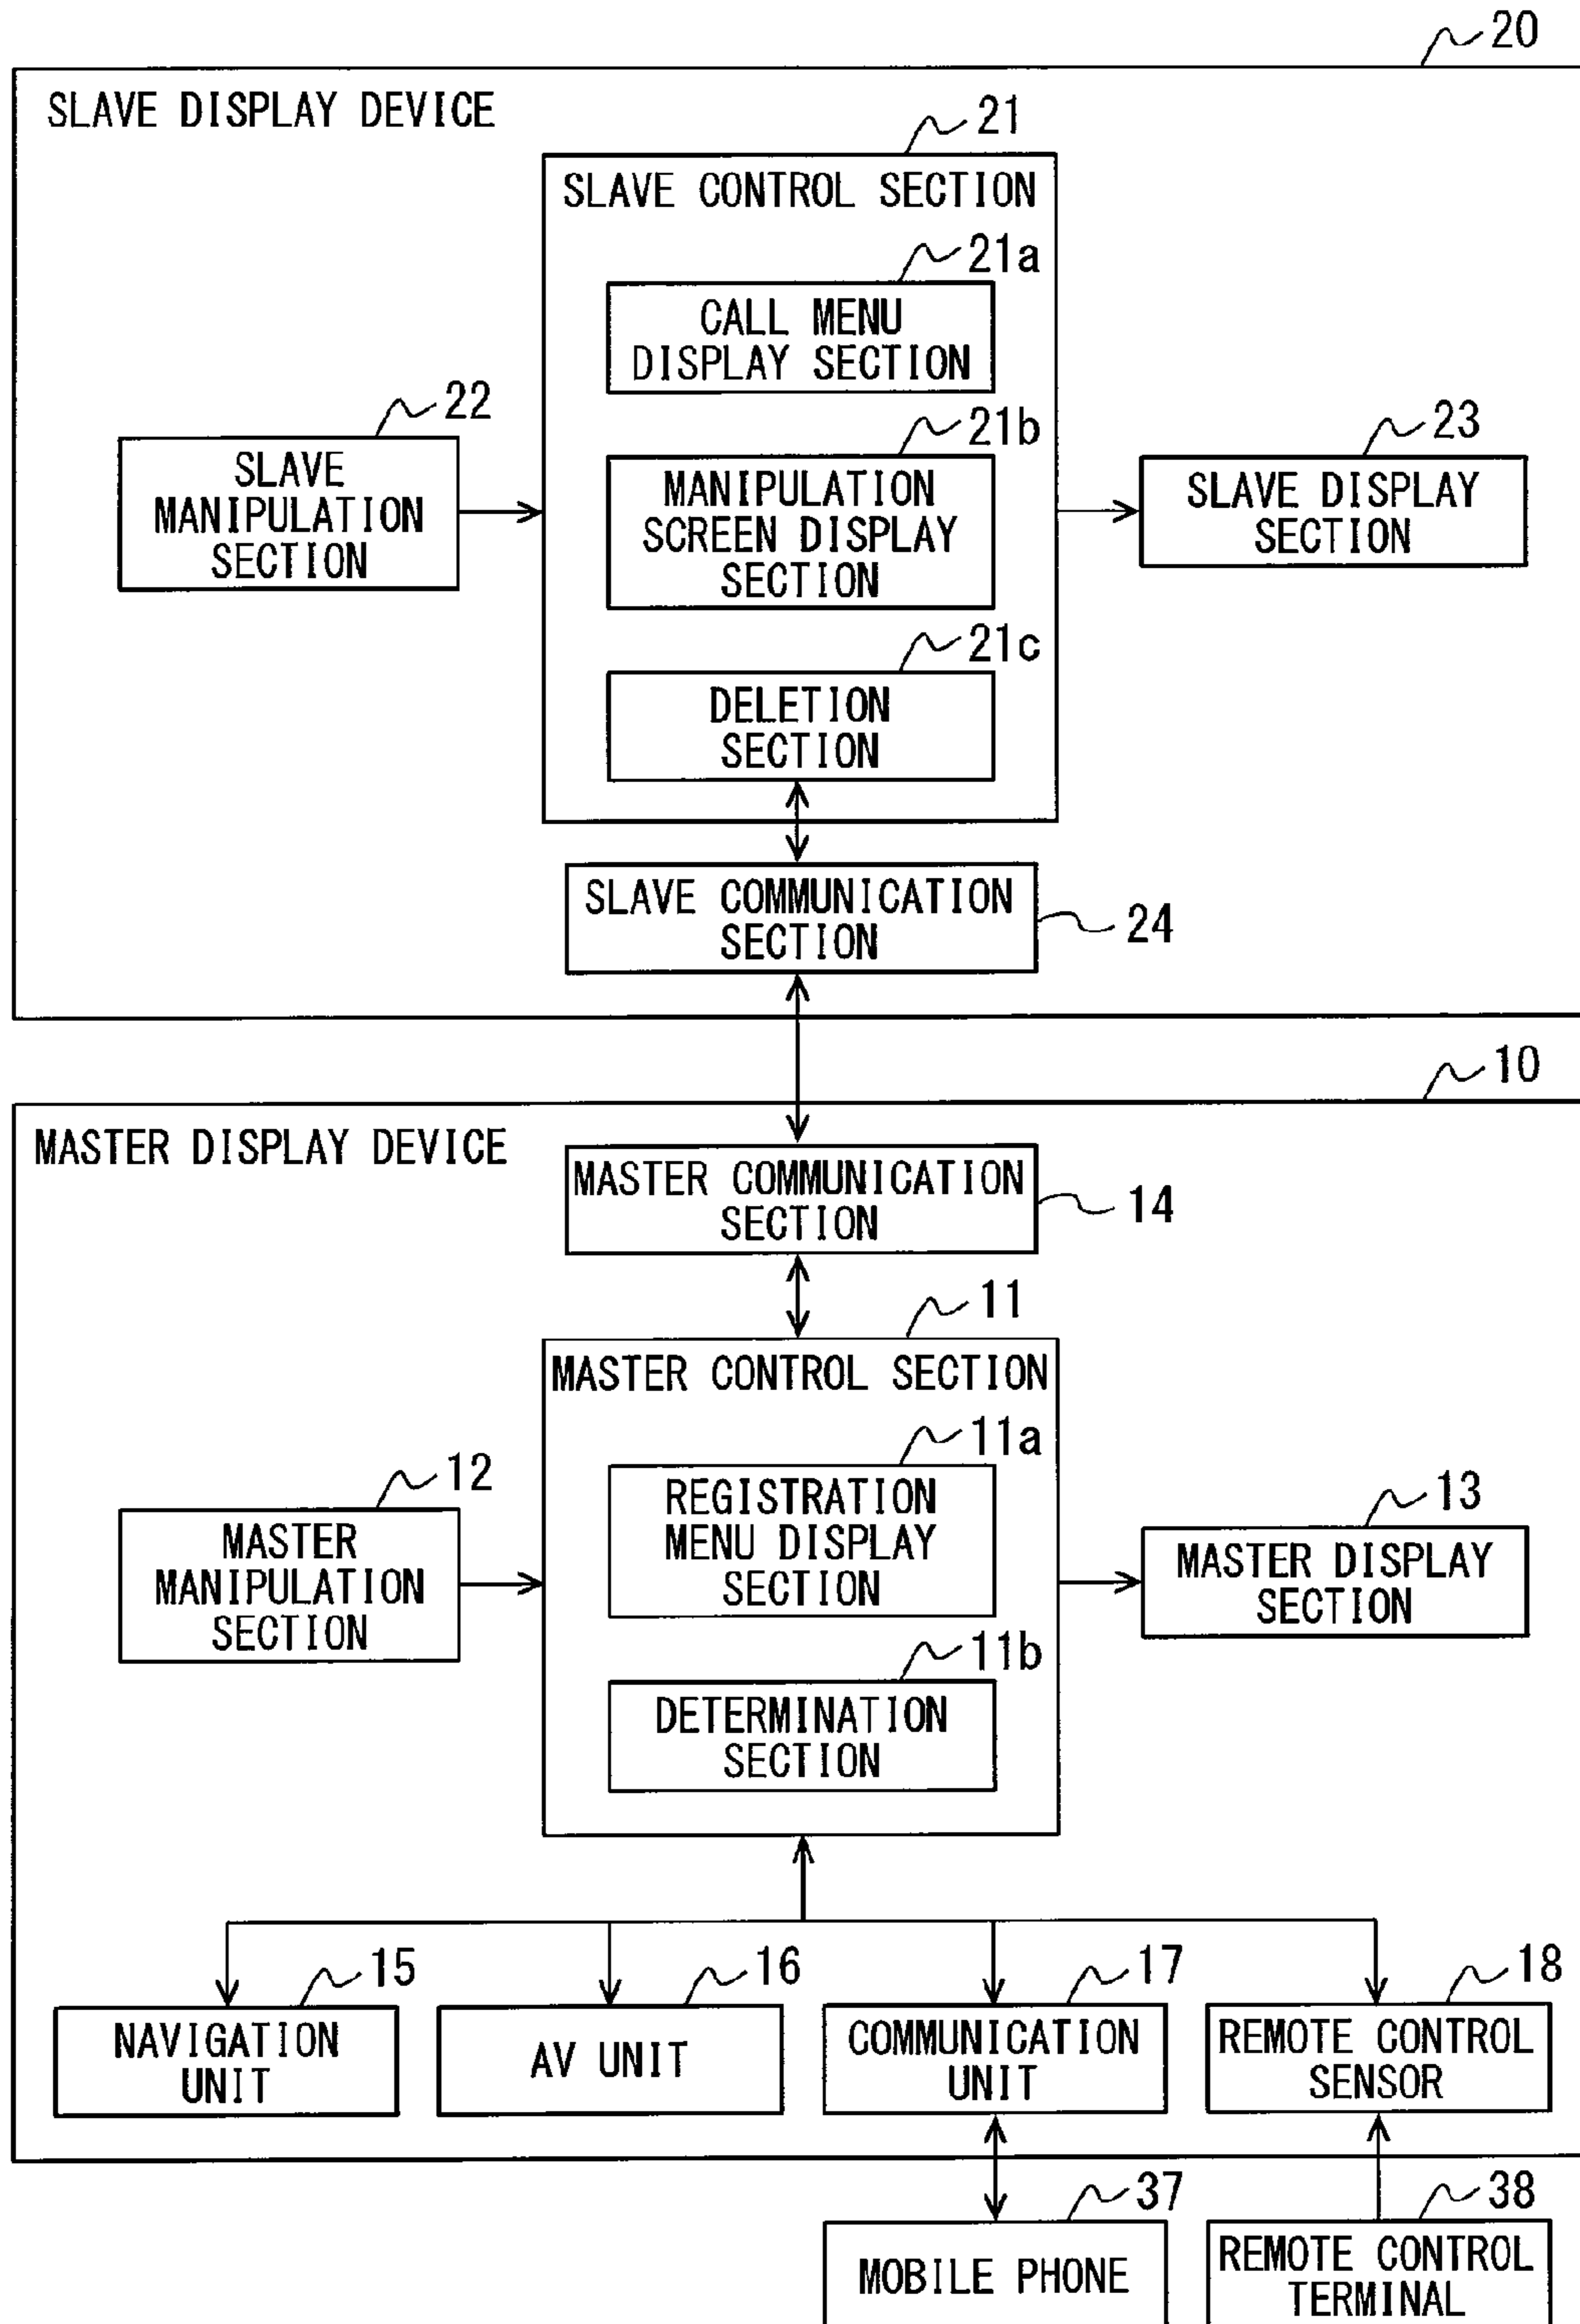 20
SLAVE DISPLAY DEVICE
21
SLAVE CONTROL SECTION
21a
CALL MENU
DISPLAY SECTION
22
SLAVE
MANIPULATION
SECTION
21b
MANIPULATION
SCREEN DISPLAY
SECTION
23
SLAVE DISPLAY
SECTION
21c
DELETION
SECTION
SLAVE COMMUNICATION
SECTION
24
10
MASTER DISPLAY DEVICE
MASTER COMMUNICATION
SECTION
14
11
MASTER CONTROL SECTION
11a
REGISTRATION
MENU DISPLAY
SECTION
12
MASTER
MANIPULATION
SECTION
13
MASTER DISPLAY
SECTION
11b
DETERMINATION
SECTION
15
NAVIGATION
UNIT
16
AV UNIT
17
COMMUNICATION
UNIT
18
REMOTE CONTROL
SENSOR
37
MOBILE PHONE
38
REMOTE CONTROL
TERMINAL